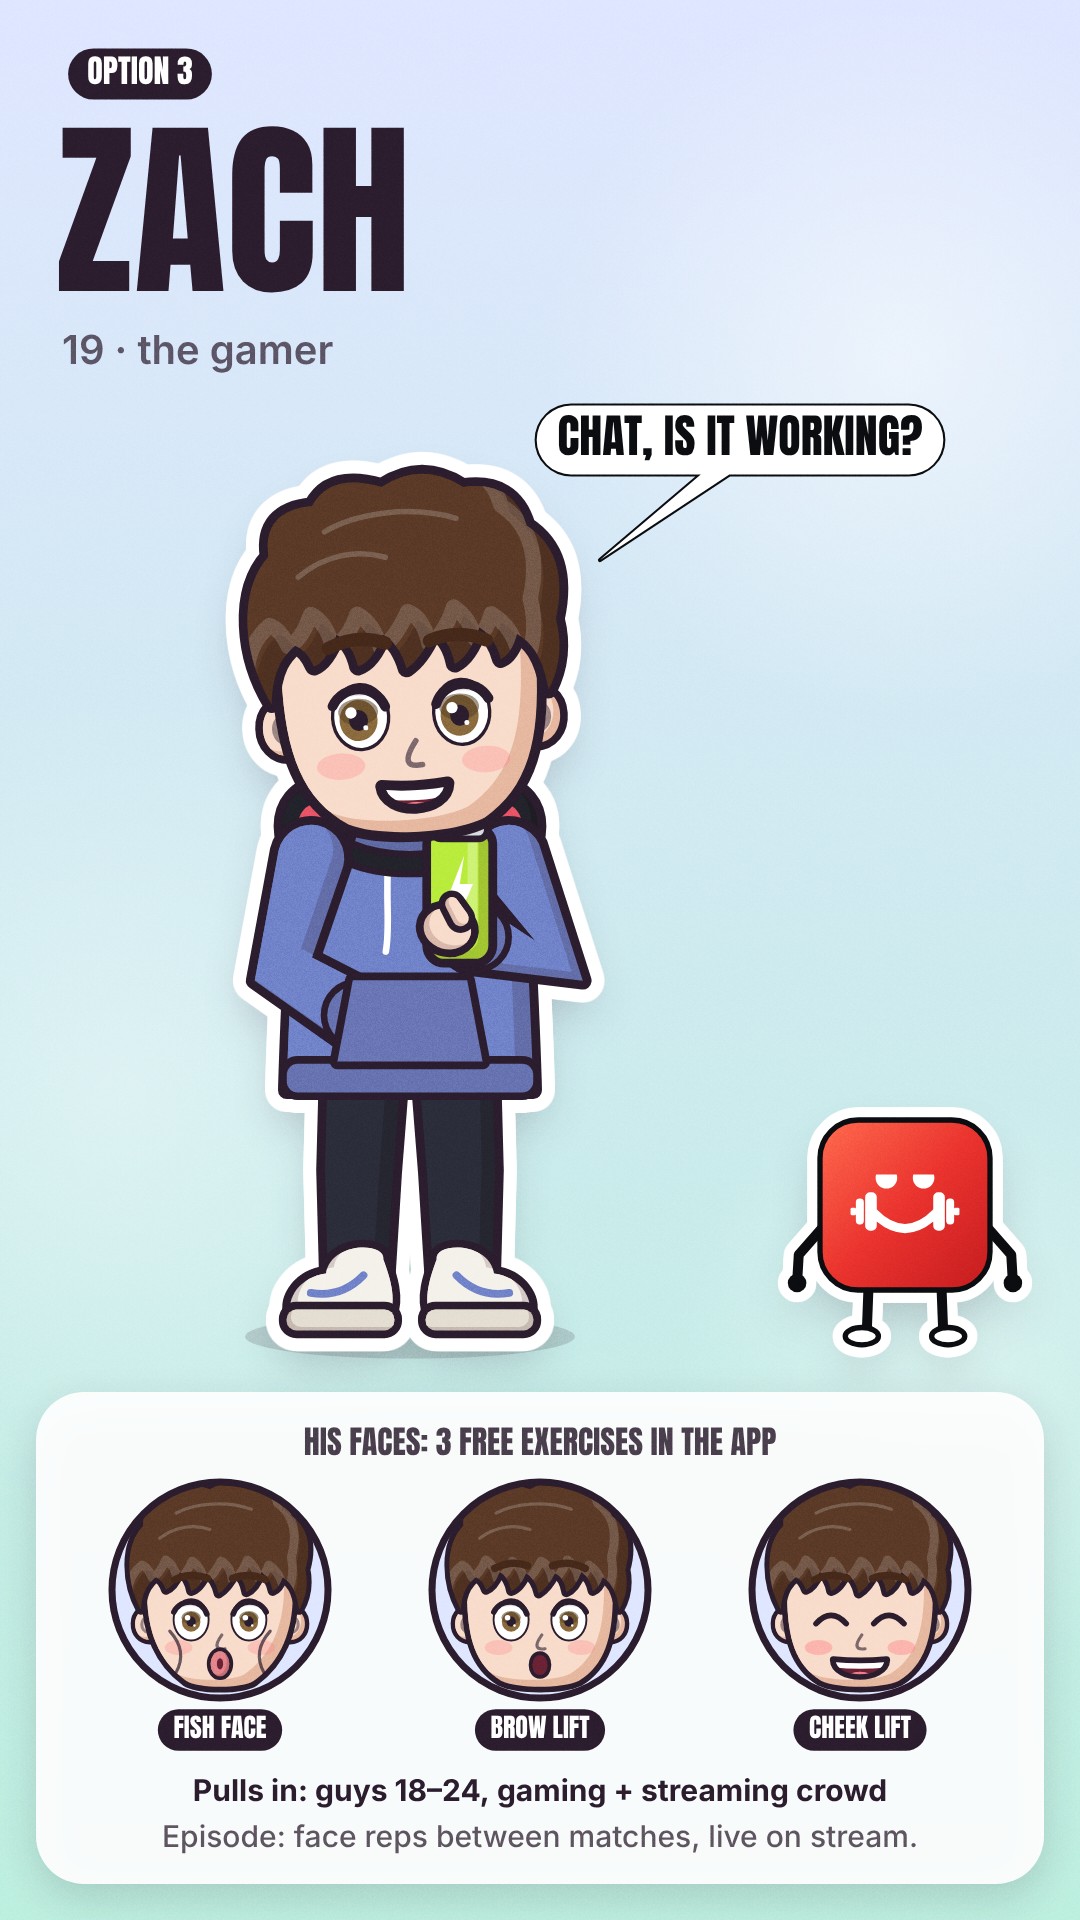 OPTION 3
ZACH
19 · the gamer
CHAT, IS IT WORKING?
HIS FACES: 3 FREE EXERCISES IN THE APP
FISH FACE
BROW LIFT
CHEEK LIFT
Pulls in: guys 18–24, gaming + streaming crowd
Episode: face reps between matches, live on stream.